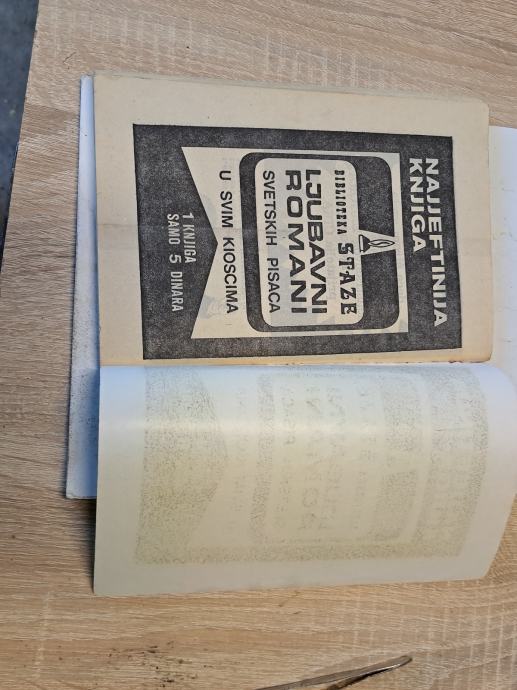 NAJJEFTINIJA
KNJIGA
BIBLIOTEKA STAZE
LJUBAVNI
ROMANI
SVETSKIH PISACA
U SVIM KIOSCIMA
1 KNJIGA
SAMO 5 DINARA